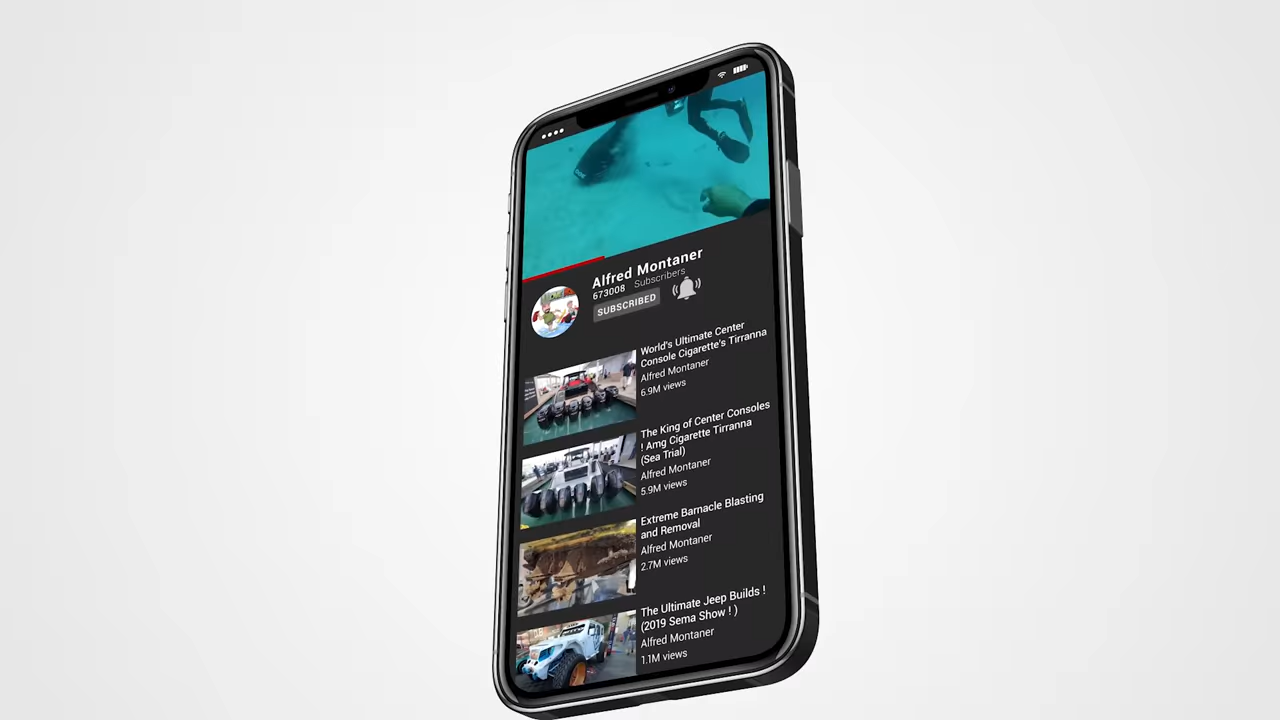 Alfred Montaner
673008 Subscribers
SUBSCRIBED
World's Ultimate Center
Console Cigarette's Tirranna
Alfred Montaner
6.9M views
The King of Center Consoles
! Amg Cigarette Tirranna
(Sea Trial)
Alfred Montaner
5.9M views
Extreme Barnacle Blasting
and Removal
Alfred Montaner
2.7M views
The Ultimate Jeep Builds !
(2019 Sema Show ! )
Alfred Montaner
1.1M views